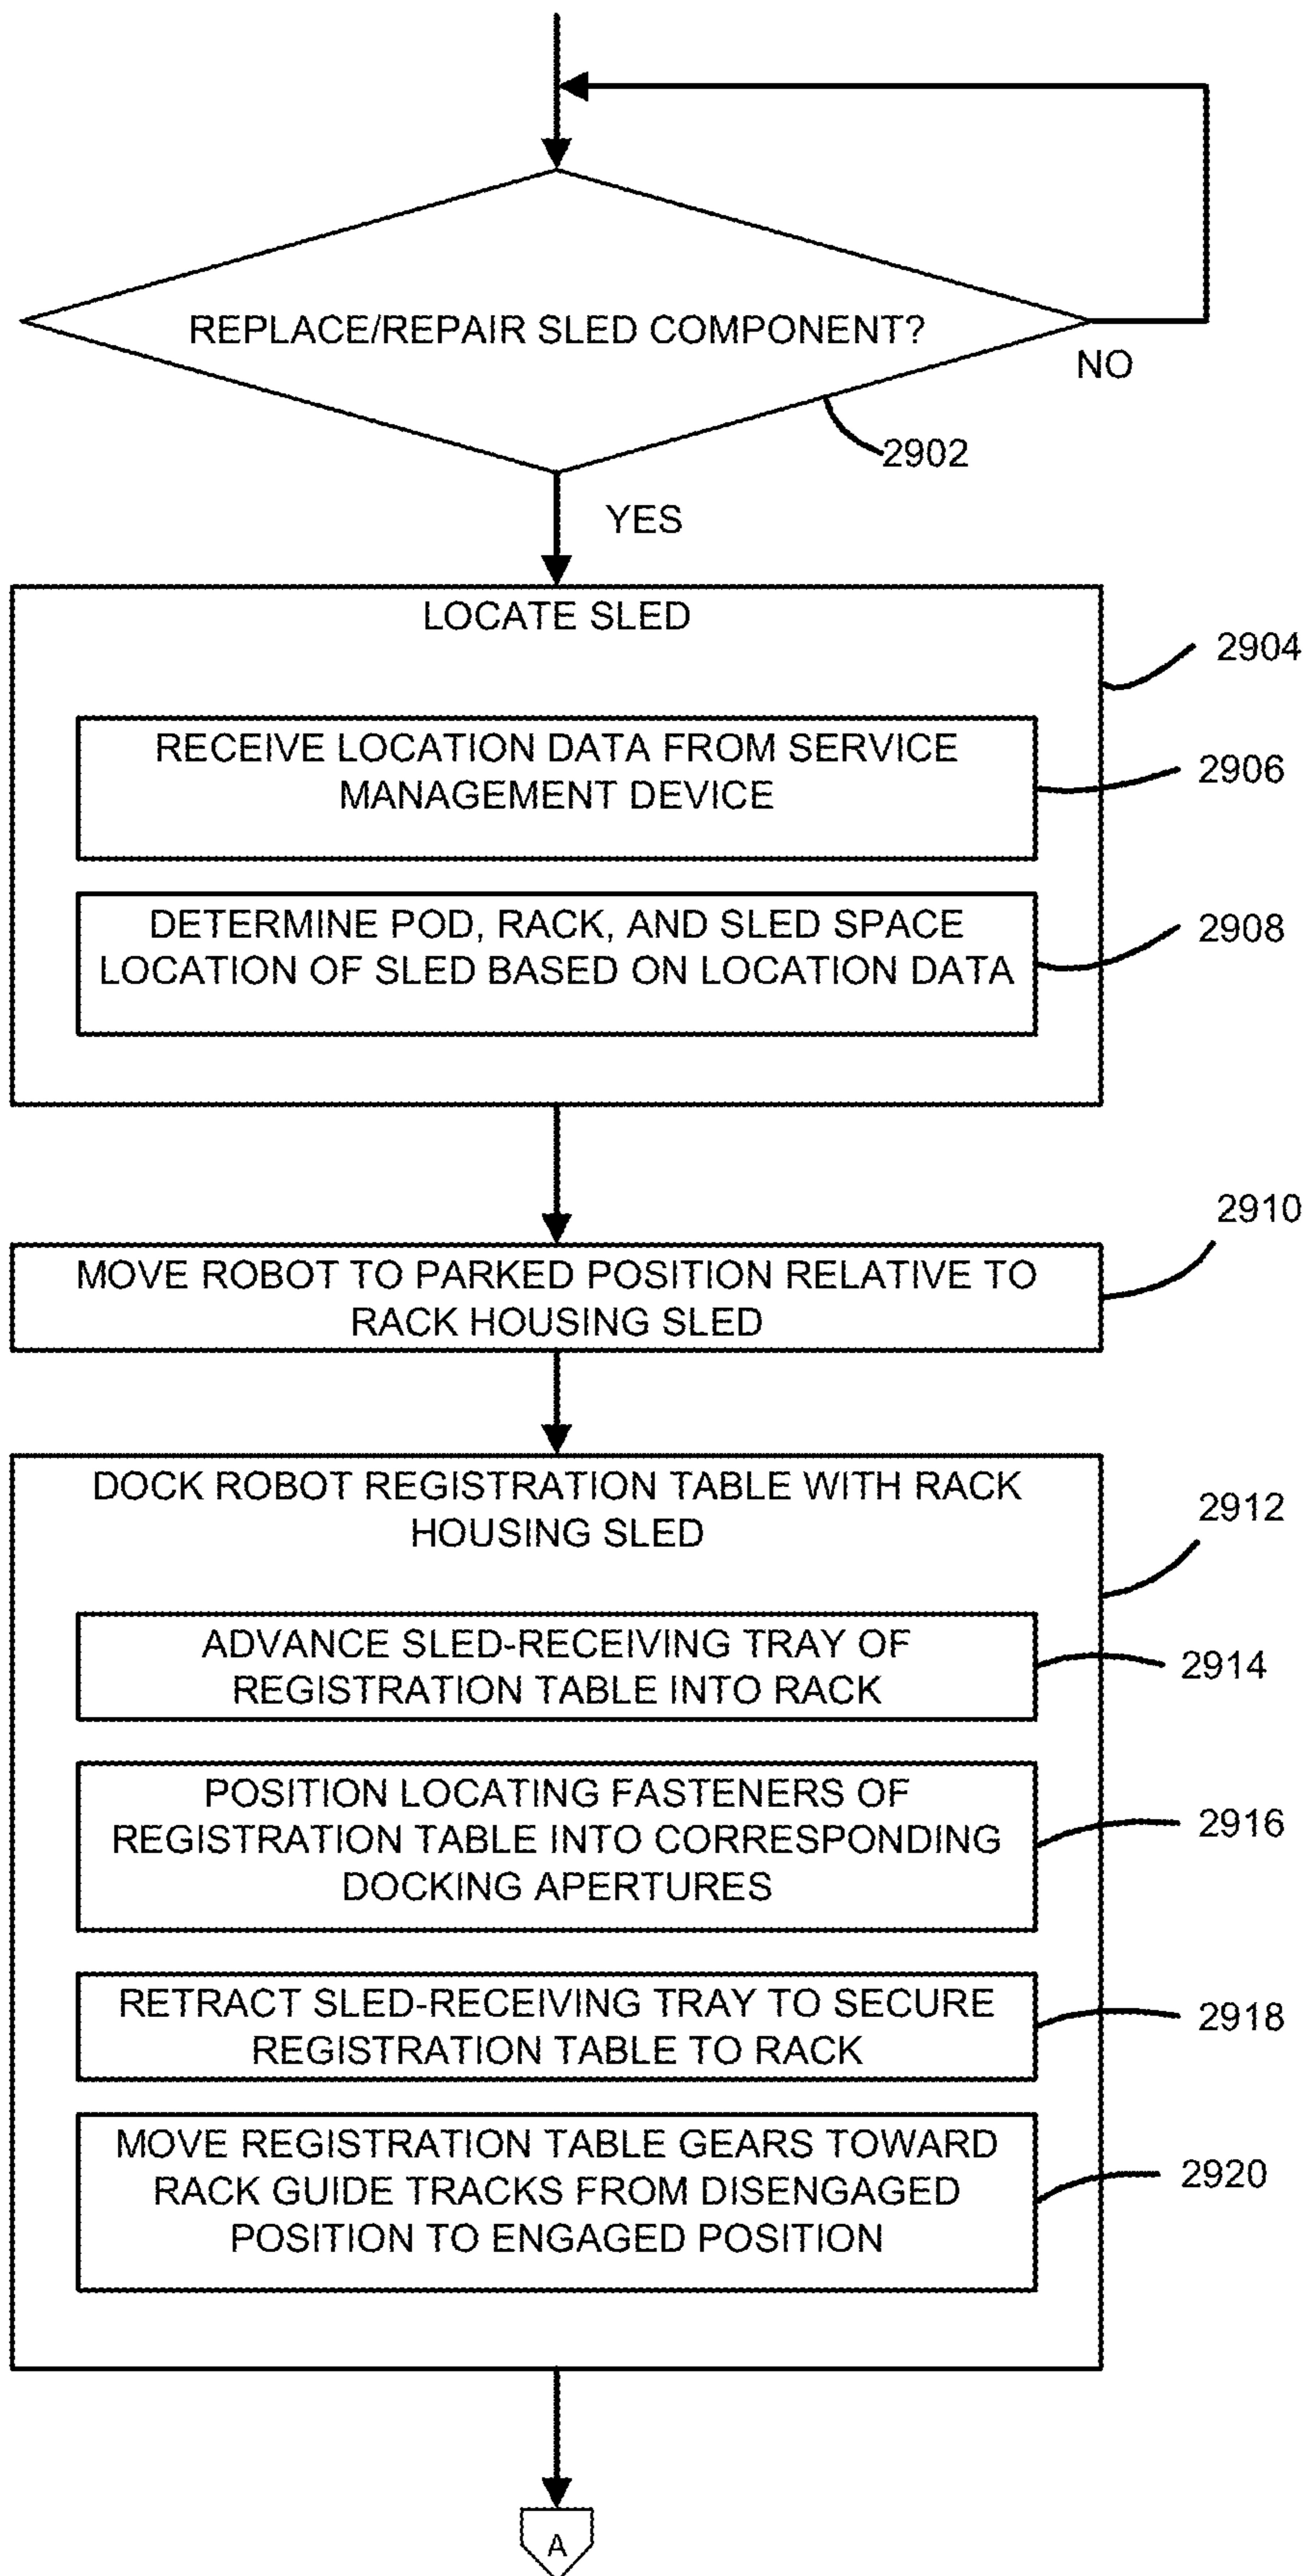 REPLACE/REPAIR SLED COMPONENT?
NO
2902
YES
LOCATE SLED
2904
RECEIVE LOCATION DATA FROM SERVICE
MANAGEMENT DEVICE
2906
DETERMINE POD, RACK, AND SLED SPACE
LOCATION OF SLED BASED ON LOCATION DATA
2908
2910
MOVE ROBOT TO PARKED POSITION RELATIVE TO
RACK HOUSING SLED
DOCK ROBOT REGISTRATION TABLE WITH RACK
HOUSING SLED
2912
ADVANCE SLED-RECEIVING TRAY OF
REGISTRATION TABLE INTO RACK
2914
POSITION LOCATING FASTENERS OF
REGISTRATION TABLE INTO CORRESPONDING
DOCKING APERTURES
2916
RETRACT SLED-RECEIVING TRAY TO SECURE
REGISTRATION TABLE TO RACK
2918
MOVE REGISTRATION TABLE GEARS TOWARD
RACK GUIDE TRACKS FROM DISENGAGED
POSITION TO ENGAGED POSITION
2920
A